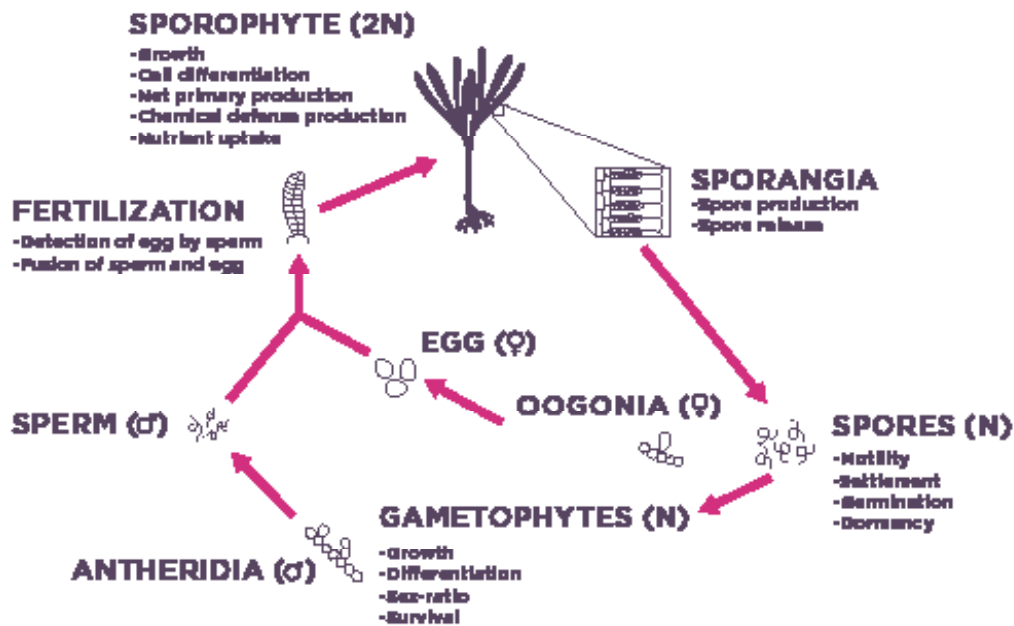 SPOROPHYTE (2N)
-Growth
-Cell differentiation
-Net primary production
-Chemical defense production
-Nutrient uptake
SPORANGIA
-Spore production
-Spore release
FERTILIZATION
-Detection of egg by sperm
-Fusion of sperm and egg
EGG (♀)
OOGONIA (♀)
SPERM (♂)
SPORES (N)
-Motility
-Settlement
-Germination
-Dormancy
GAMETOPHYTES (N)
-Growth
-Differentiation
-Sex-ratio
-Survival
ANTHERIDIA (♂)